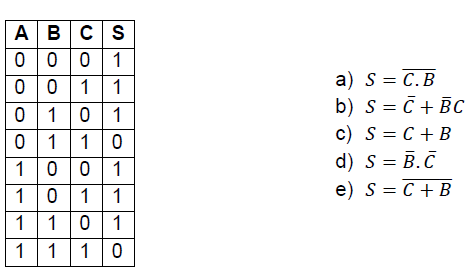 A B C S
0 0 0 1
0 0 1 1
0 1 0 1
0 1 1 0
1 0 0 1
1 0 1 1
1 1 0 1
1 1 1 0
a) S = \overline{C.B}
b) S = \bar{C} + \bar{B}C
c) S = C + B
d) S = \bar{B}.\bar{C}
e) S = \overline{C + B}